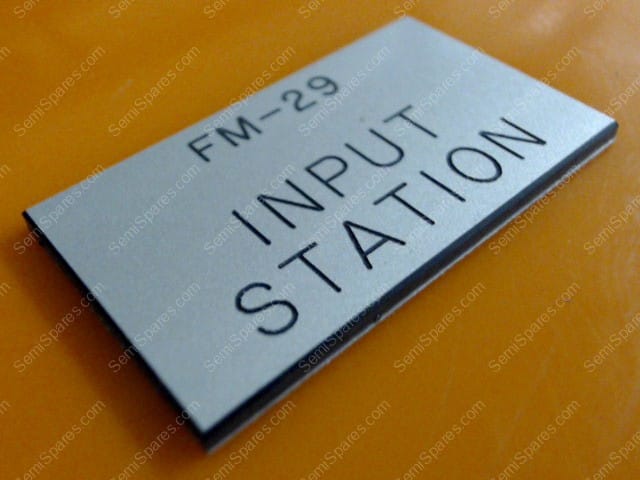 FM-29
INPUT
STATION
SemiSpares.com